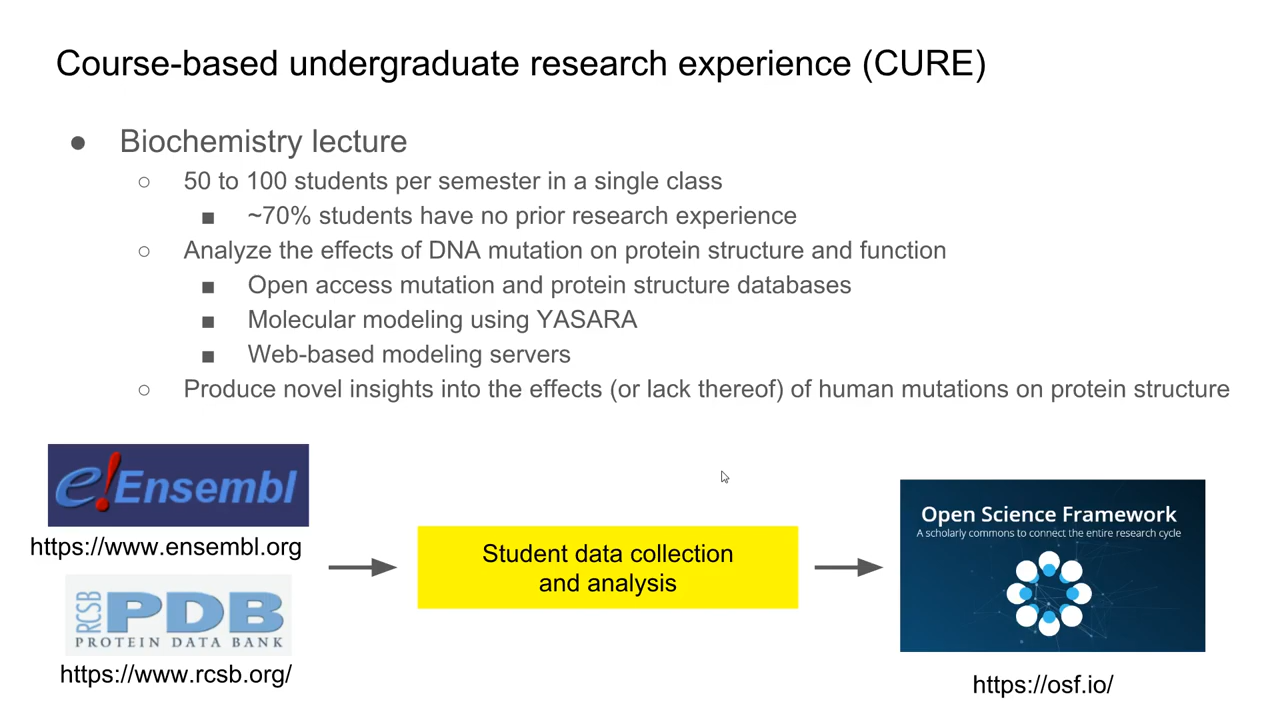 Course-based undergraduate research experience (CURE)
● Biochemistry lecture
○ 50 to 100 students per semester in a single class
■ ~70% students have no prior research experience
○ Analyze the effects of DNA mutation on protein structure and function
■ Open access mutation and protein structure databases
■ Molecular modeling using YASARA
■ Web-based modeling servers
○ Produce novel insights into the effects (or lack thereof) of human mutations on protein structure
e!Ensembl
https://www.ensembl.org
RCSB
PDB
PROTEIN DATA BANK
https://www.rcsb.org/
Student data collection
and analysis
Open Science Framework
A scholarly commons to connect the entire research cycle
https://osf.io/